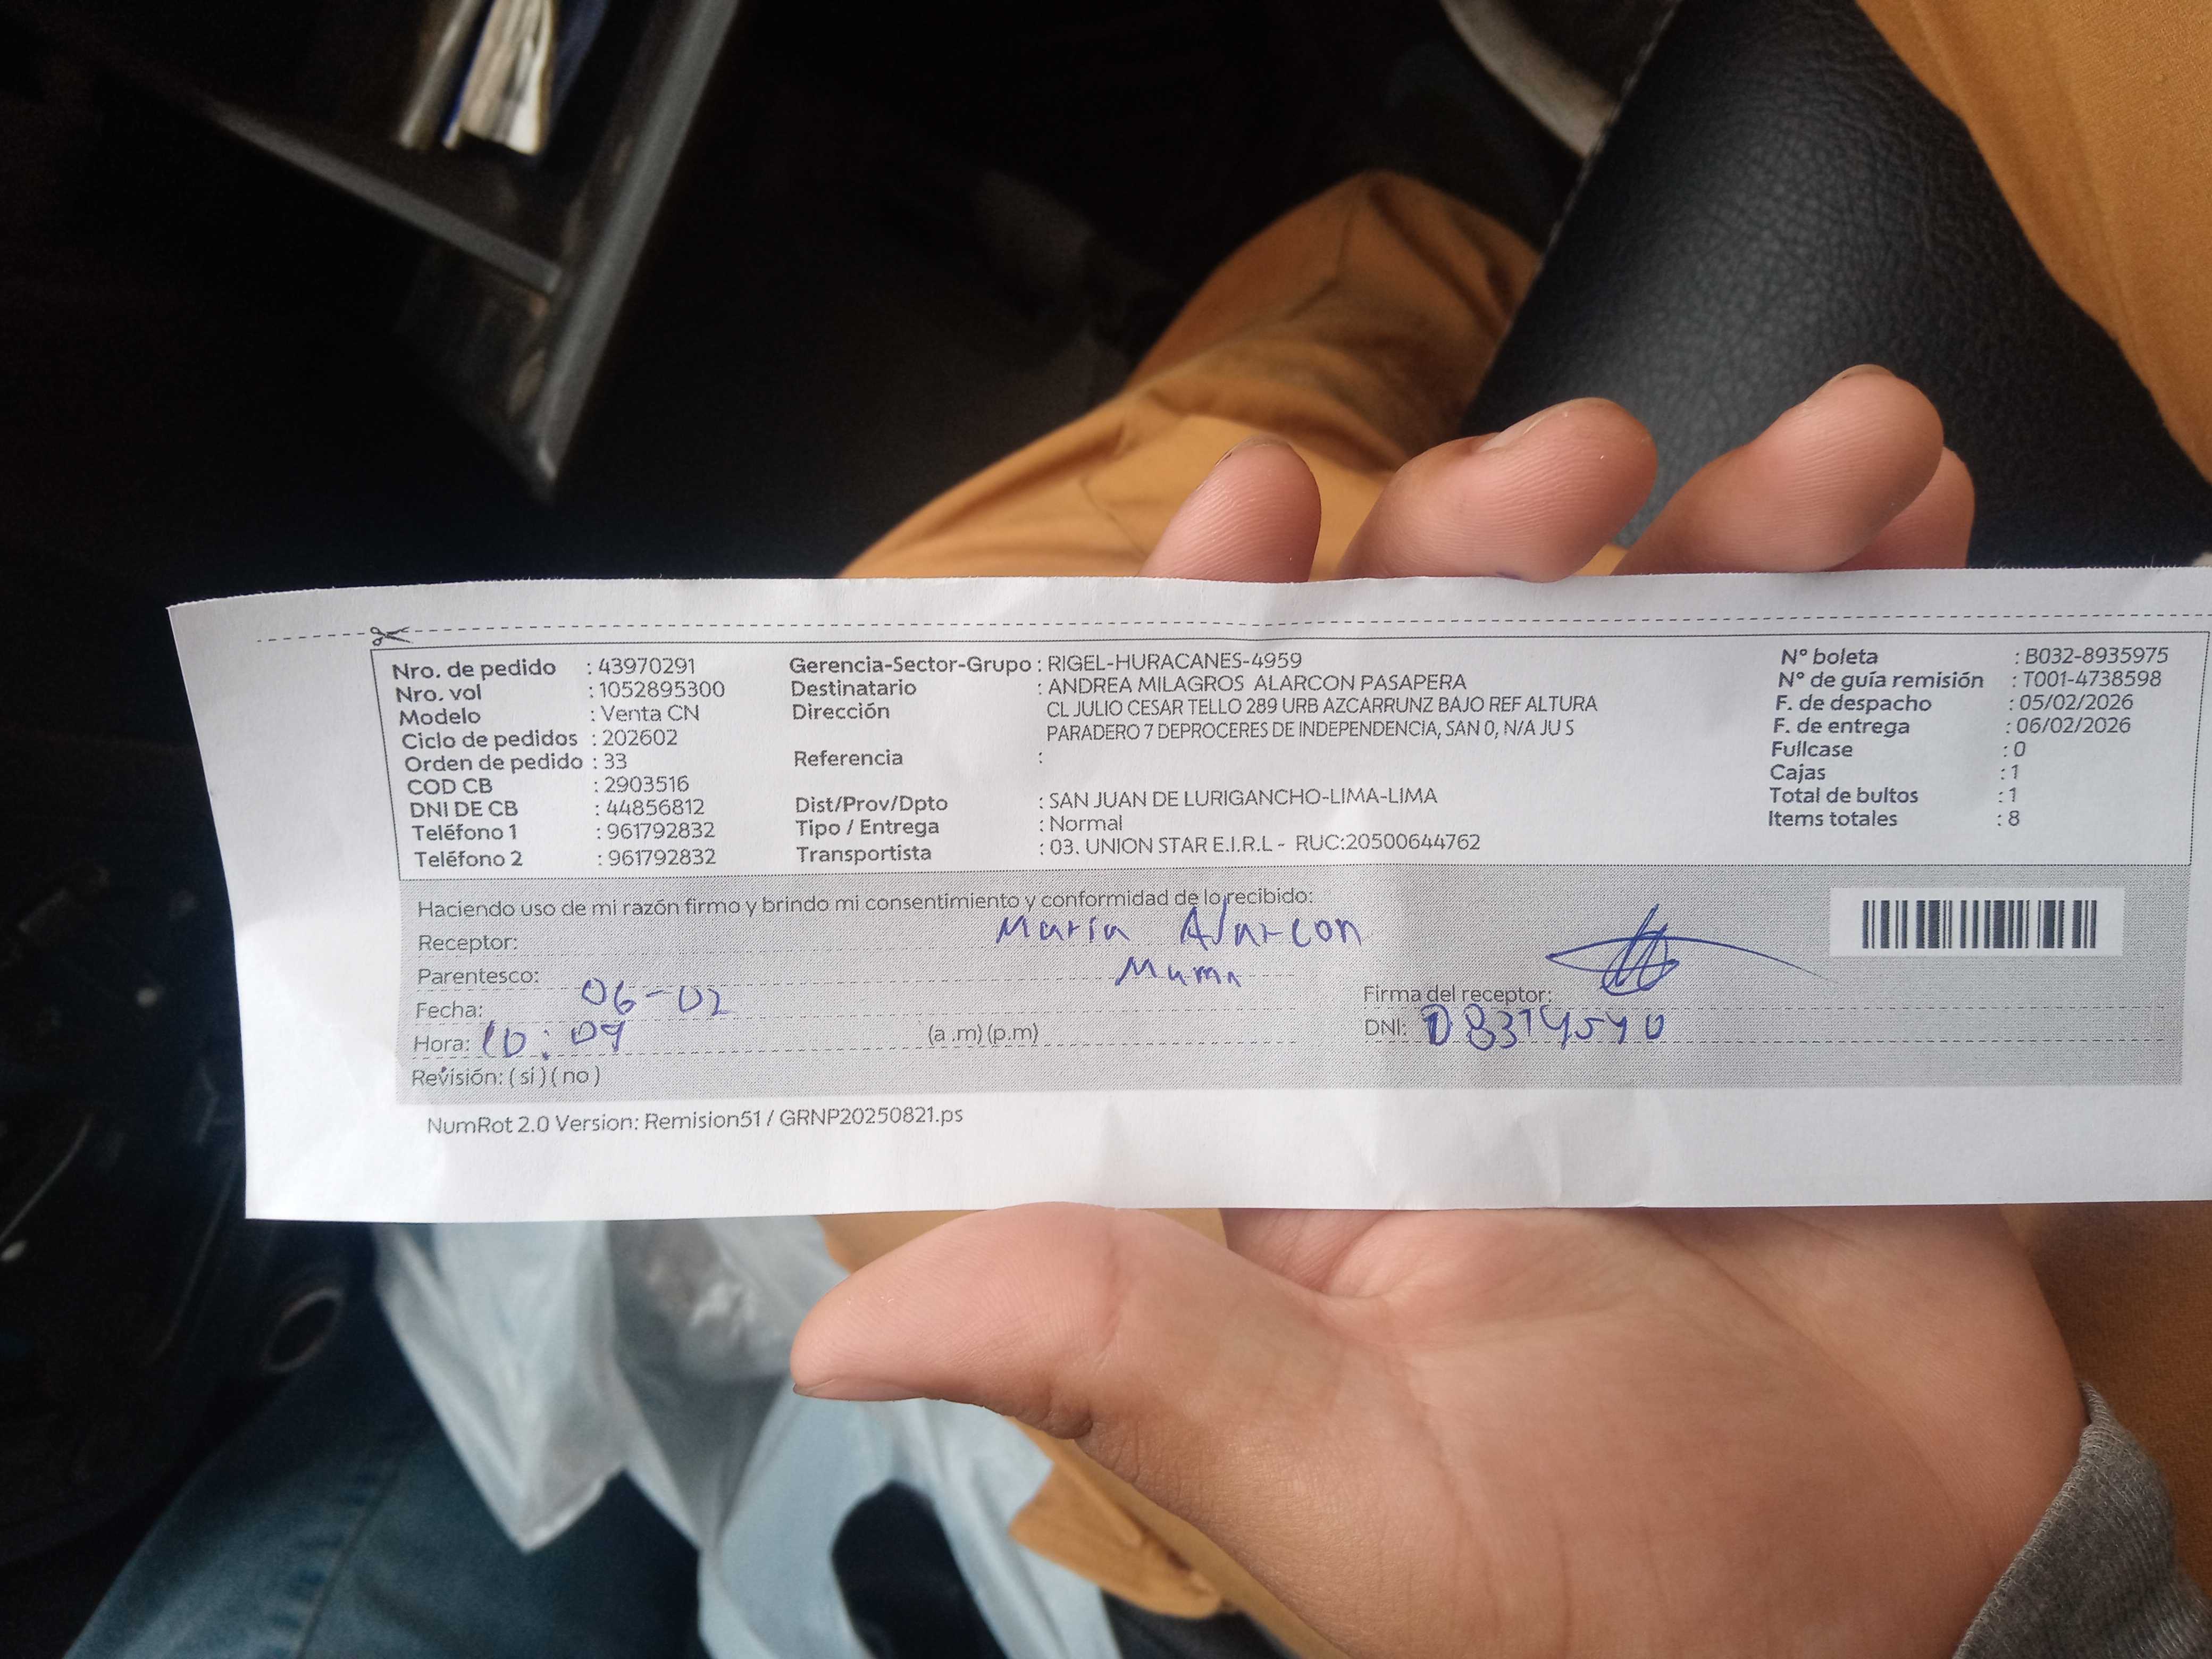 Nro. de pedido : 43970291
Nro. vol : 1052895300
Modelo : Venta CN
Ciclo de pedidos : 202602
Orden de pedido : 33
COD CB : 2903516
DNI DE CB : 44856812
Teléfono 1 : 961792832
Teléfono 2 : 961792832
Gerencia-Sector-Grupo : RIGEL-HURACANES-4959
Destinatario : ANDREA MILAGROS ALARCON PASAPERA
Dirección : CL JULIO CESAR TELLO 289 URB AZCARRUNZ BAJO REF ALTURA
PARADERO 7 DEPROCERES DE INDEPENDENCIA, SAN 0, N/A JU S
Referencia :
Dist/Prov/Dpto : SAN JUAN DE LURIGANCHO-LIMA-LIMA
Tipo / Entrega : Normal
Transportista : 03. UNION STAR E.I.R.L - RUC:20500644762
N° boleta : B032-8935975
N° de guía remisión : T001-4738598
F. de despacho : 05/02/2026
F. de entrega : 06/02/2026
Fullcase : 0
Cajas : 1
Total de bultos : 1
Items totales : 8
Haciendo uso de mi razón firmo y brindo mi consentimiento y conformidad de lo recibido:
Receptor: Maria Alarcon
Parentesco: Mama
Fecha: 06-02
Hora: 10:09 (a .m) (p.m)
Revisión: ( si ) ( no )
Firma del receptor:
DNI:
NumRot 2.0 Version: Remision51 / GRNP20250821.ps